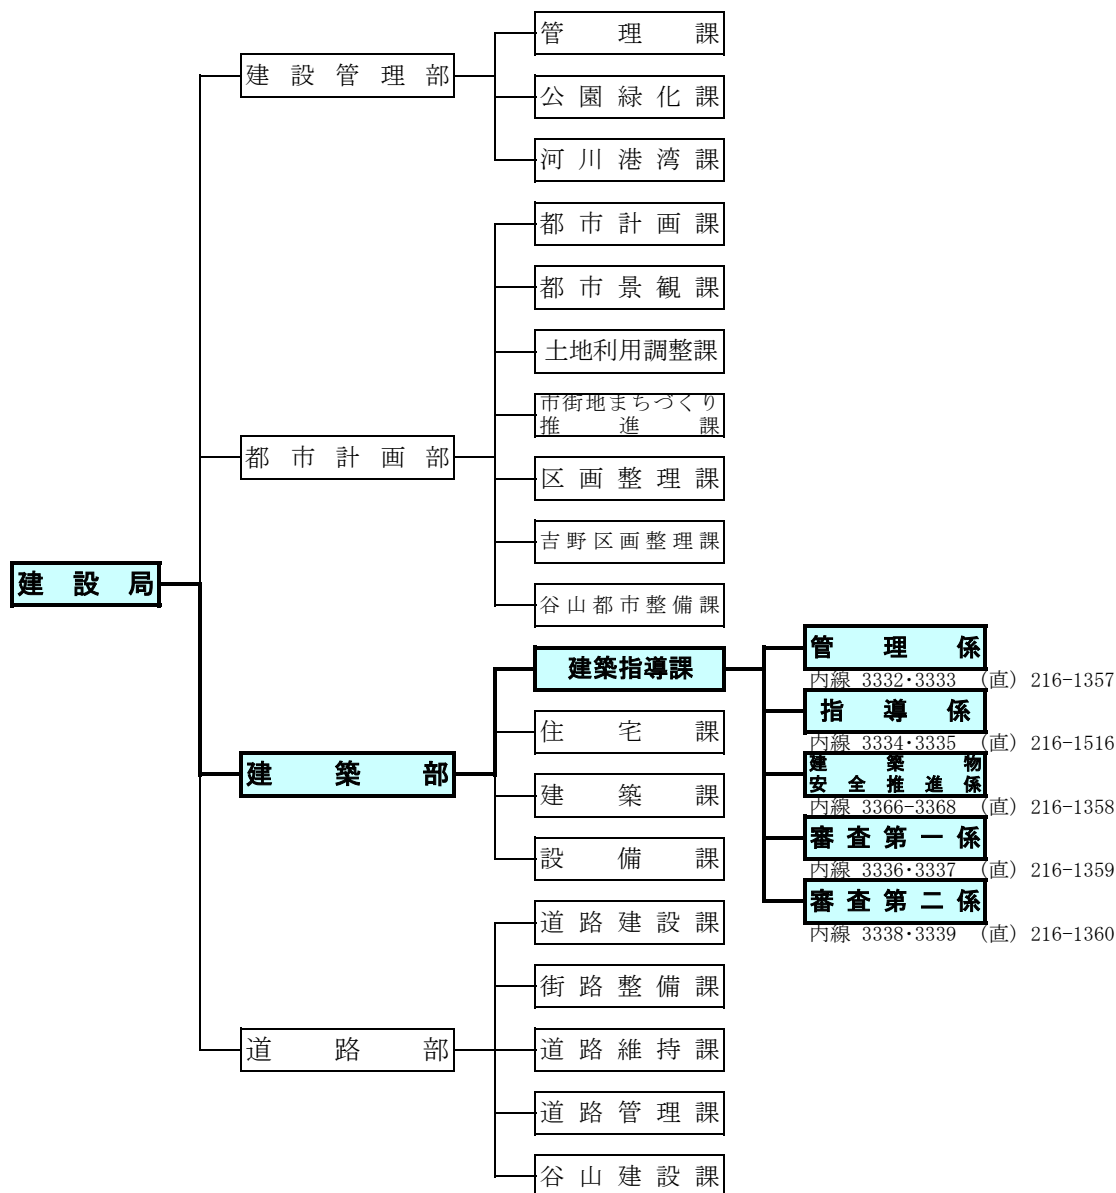 管理課
建設管理部
公園緑化課
河川港湾課
都市計画課
都市景観課
土地利用調整課
市街地まちづくり
推進課
都市計画部
区画整理課
吉野区画整理課
建設局
谷山都市整備課
建築指導課
管理係
内線 3332・3333 (直) 216-1357
指導係
内線 3334・3335 (直) 216-1516
住宅課
建築部
建築課
建築物
安全推進係
内線 3366-3368 (直) 216-1358
審査第一係
内線 3336・3337 (直) 216-1359
設備課
審査第二係
内線 3338・3339 (直) 216-1360
道路建設課
街路整備課
道路部
道路維持課
道路管理課
谷山建設課